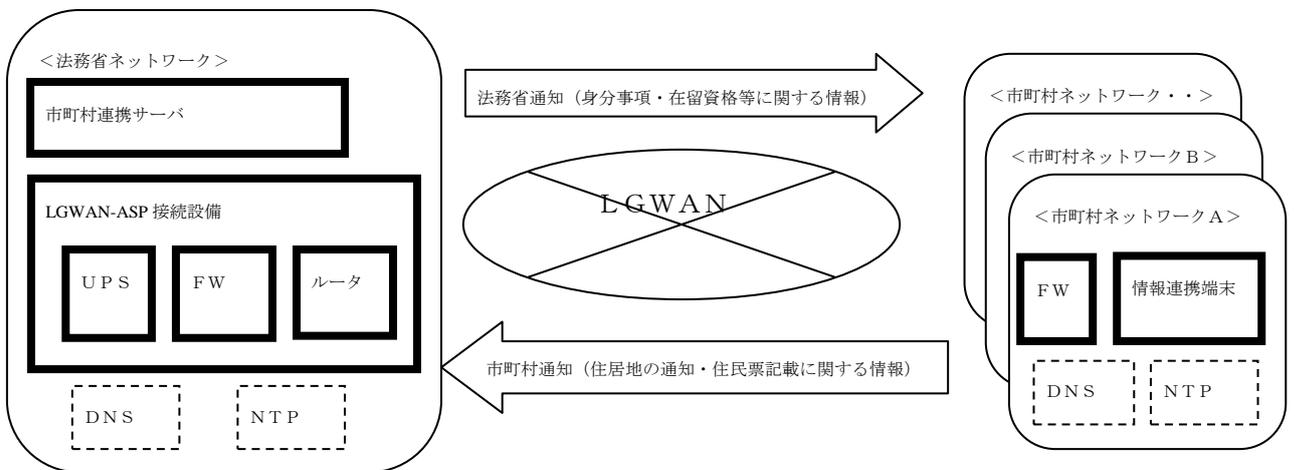 ＜法務省ネットワーク＞
市町村連携サーバ
LGWAN-ASP 接続設備
ＵＰＳ
ＦＷ
ルータ
ＤＮＳ
ＮＴＰ
法務省通知（身分事項・在留資格等に関する情報）
ＬＧＷＡＮ
市町村通知（住居地の通知・住民票記載に関する情報）
＜市町村ネットワーク・・＞
＜市町村ネットワークＢ＞
＜市町村ネットワークＡ＞
ＦＷ
情報連携端末
ＤＮＳ
ＮＴＰ